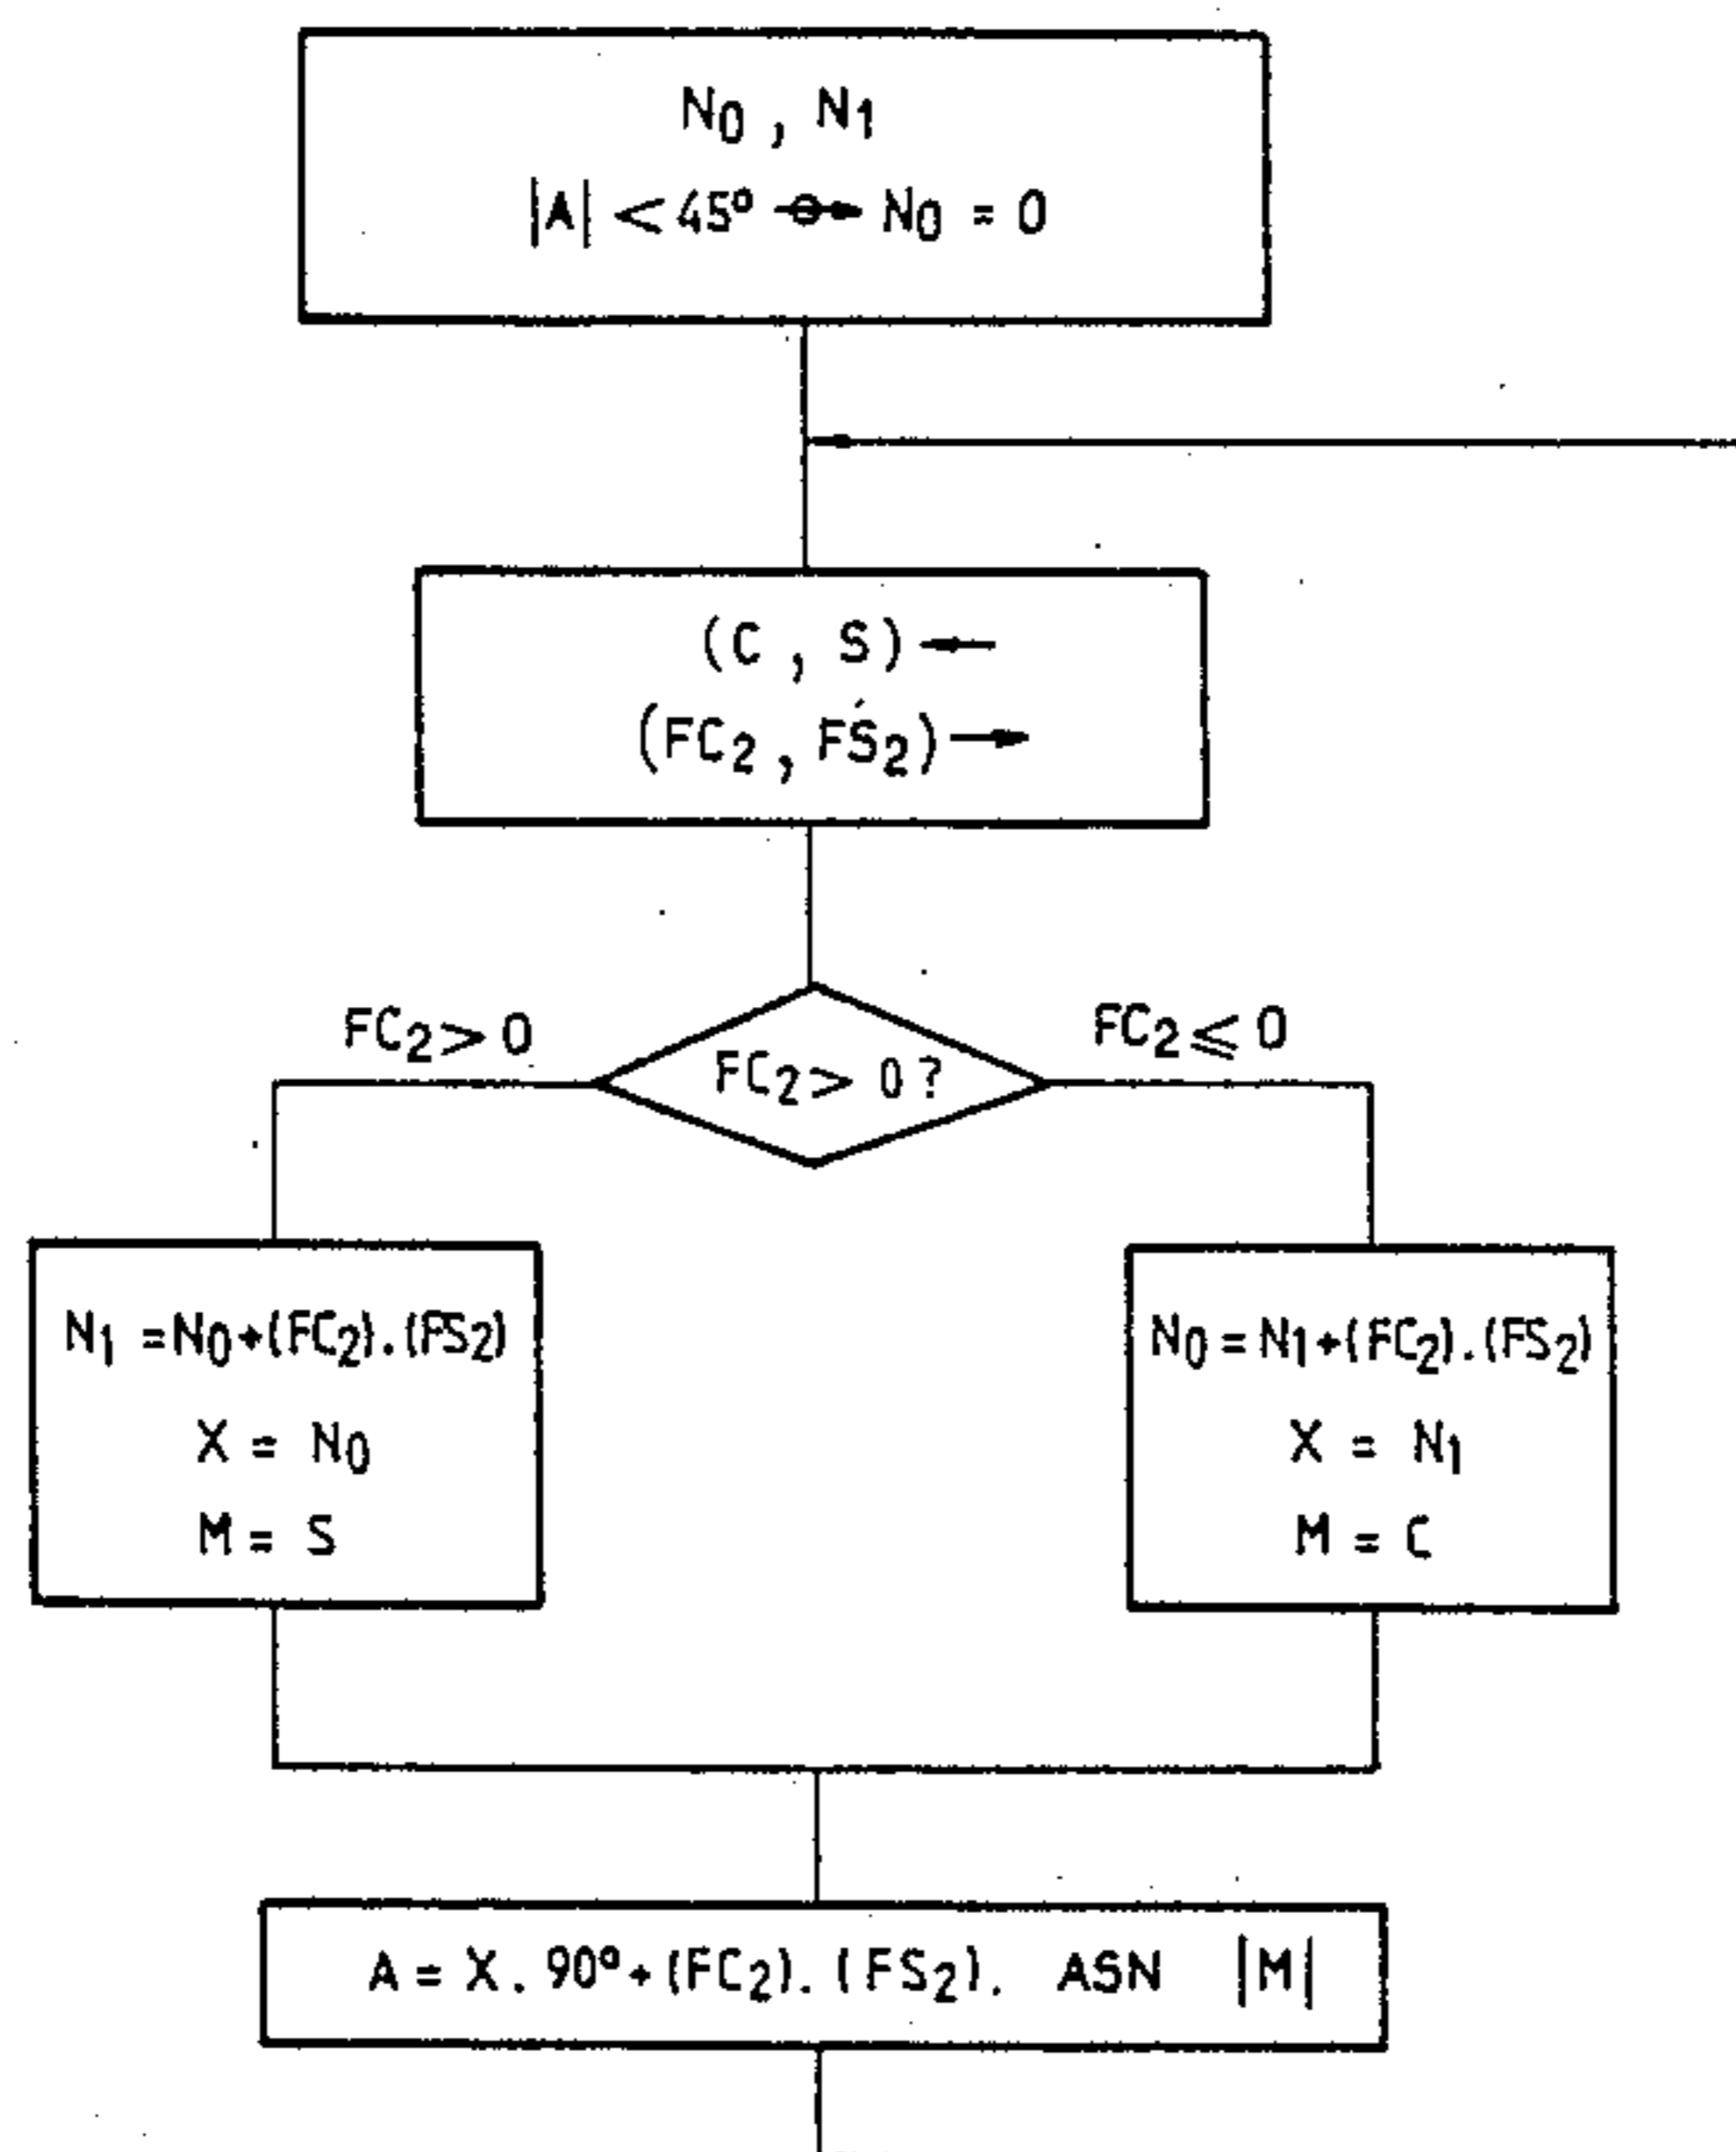 N₀ , N₁
|A| < 45° → N₀ = 0
(C , S) ←
(FC₂ , FS₂) →
FC₂ > 0
FC₂ ≤ 0
FC₂ > 0 ?
N₁ = N₀ + (FC₂) . (FS₂)
X = N₀
M = S
N₀ = N₁ + (FC₂) . (FS₂)
X = N₁
M = C
A = X . 90° + (FC₂) . (FS₂) . ASN |M|